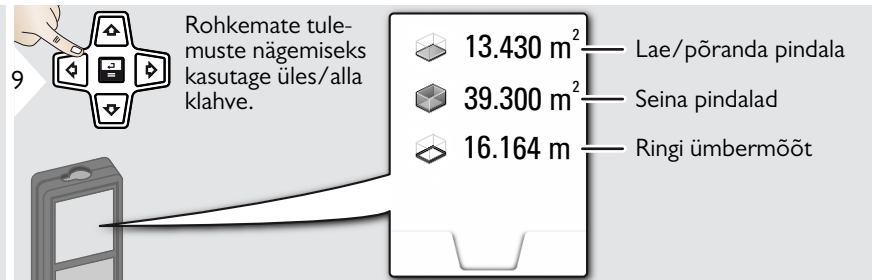 9
Rohkemate tule-
muste nägemiseks
kasutage üles/alla
klahve.
13.430 m² Lae/põranda pindala
39.300 m² Seina pindalad
16.164 m Ringi ümbermõõt